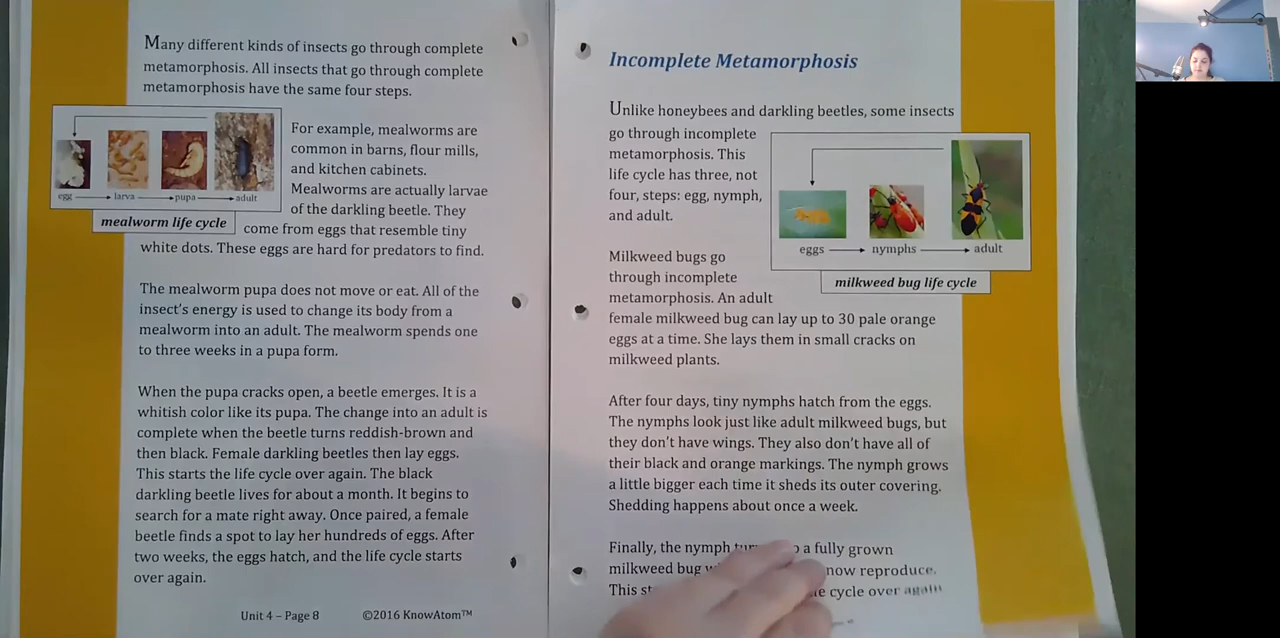 Many different kinds of insects go through complete
metamorphosis. All insects that go through complete
metamorphosis have the same four steps.
egg
larva
pupa
adult
mealworm life cycle
For example, mealworms are
common in barns, flour mills,
and kitchen cabinets.
Mealworms are actually larvae
of the darkling beetle. They
come from eggs that resemble tiny
white dots. These eggs are hard for predators to find.
The mealworm pupa does not move or eat. All of the
insect's energy is used to change its body from a
mealworm into an adult. The mealworm spends one
to three weeks in a pupa form.
When the pupa cracks open, a beetle emerges. It is a
whitish color like its pupa. The change into an adult is
complete when the beetle turns reddish-brown and
then black. Female darkling beetles then lay eggs.
This starts the life cycle over again. The black
darkling beetle lives for about a month. It begins to
search for a mate right away. Once paired, a female
beetle finds a spot to lay her hundreds of eggs. After
two weeks, the eggs hatch, and the life cycle starts
over again.
Unit 4 – Page 8 ©2016 KnowAtom™
Incomplete Metamorphosis
Unlike honeybees and darkling beetles, some insects
go through incomplete
metamorphosis. This
life cycle has three, not
four, steps: egg, nymph,
and adult.
eggs
nymphs
adult
milkweed bug life cycle
Milkweed bugs go
through incomplete
metamorphosis. An adult
female milkweed bug can lay up to 30 pale orange
eggs at a time. She lays them in small cracks on
milkweed plants.
After four days, tiny nymphs hatch from the eggs.
The nymphs look just like adult milkweed bugs, but
they don't have wings. They also don't have all of
their black and orange markings. The nymph grows
a little bigger each time it sheds its outer covering.
Shedding happens about once a week.
Finally, the nymph a fully grown
milkweed bug now reproduce.
This cycle over again